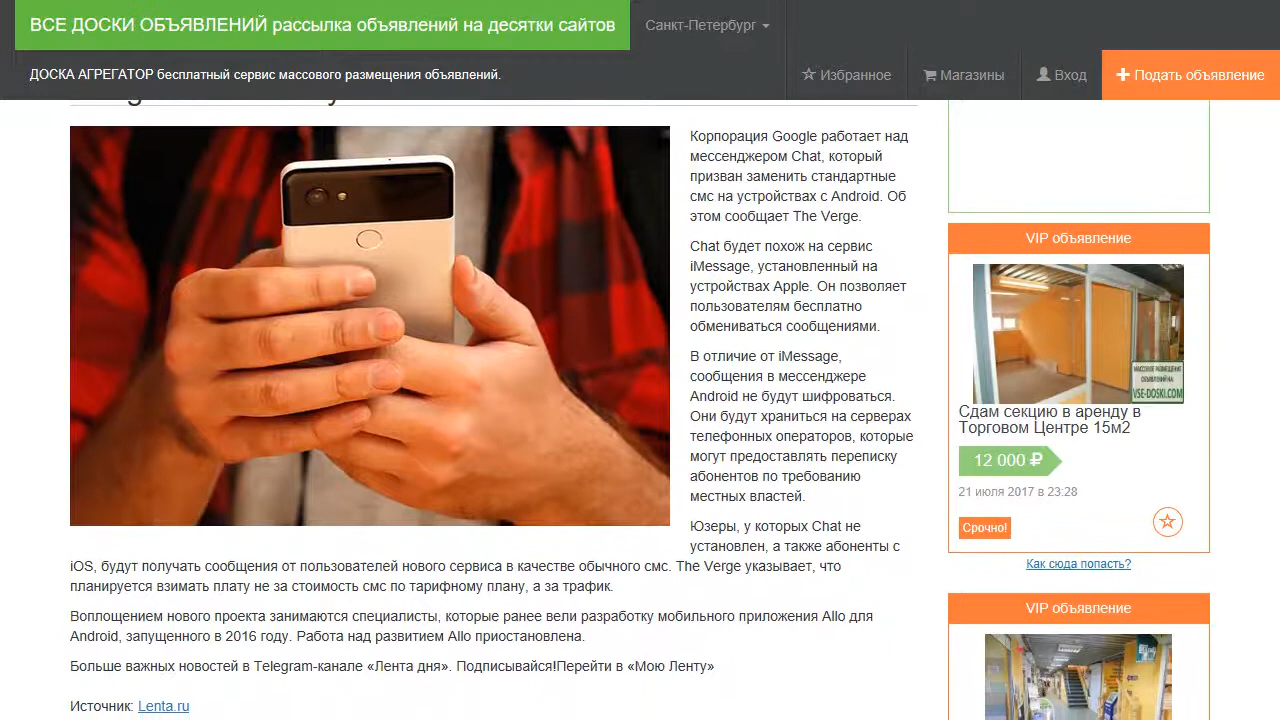 ВСЕ ДОСКИ ОБЪЯВЛЕНИЙ рассылка объявлений на десятки сайтов
Санкт-Петербург
ДОСКА АГРЕГАТОР бесплатный сервис массового размещения объявлений.
Избранное
Магазины
Вход
Подать объявление
Корпорация Google работает над
мессенджером Chat, который
призван заменить стандартные
смс на устройствах с Android. Об
этом сообщает The Verge.
Chat будет похож на сервис
iMessage, установленный на
устройствах Apple. Он позволяет
пользователям бесплатно
обмениваться сообщениями.
В отличие от iMessage,
сообщения в мессенджере
Android не будут шифроваться.
Они будут храниться на серверах
телефонных операторов, которые
могут предоставлять переписку
абонентов по требованию
местных властей.
Юзеры, у которых Chat не
установлен, а также абоненты с
iOS, будут получать сообщения от пользователей нового сервиса в качестве обычного смс. The Verge указывает, что
планируется взимать плату не за стоимость смс по тарифному плану, а за трафик.
Воплощением нового проекта занимаются специалисты, которые ранее вели разработку мобильного приложения Allo для
Android, запущенного в 2016 году. Работа над развитием Allo приостановлена.
Больше важных новостей в Telegram-канале «Лента дня». Подписывайся!Перейти в «Мою Ленту»
Источник: Lenta.ru
VIP объявление
МАССОВОЕ РАЗМЕЩЕНИЕ
ОБЪЯВЛЕНИЙ НА
VSE-DOSKI.COM
Сдам секцию в аренду в
Торговом Центре 15м2
12 000 ₽
21 июля 2017 в 23:28
Срочно!
Как сюда попасть?
VIP объявление